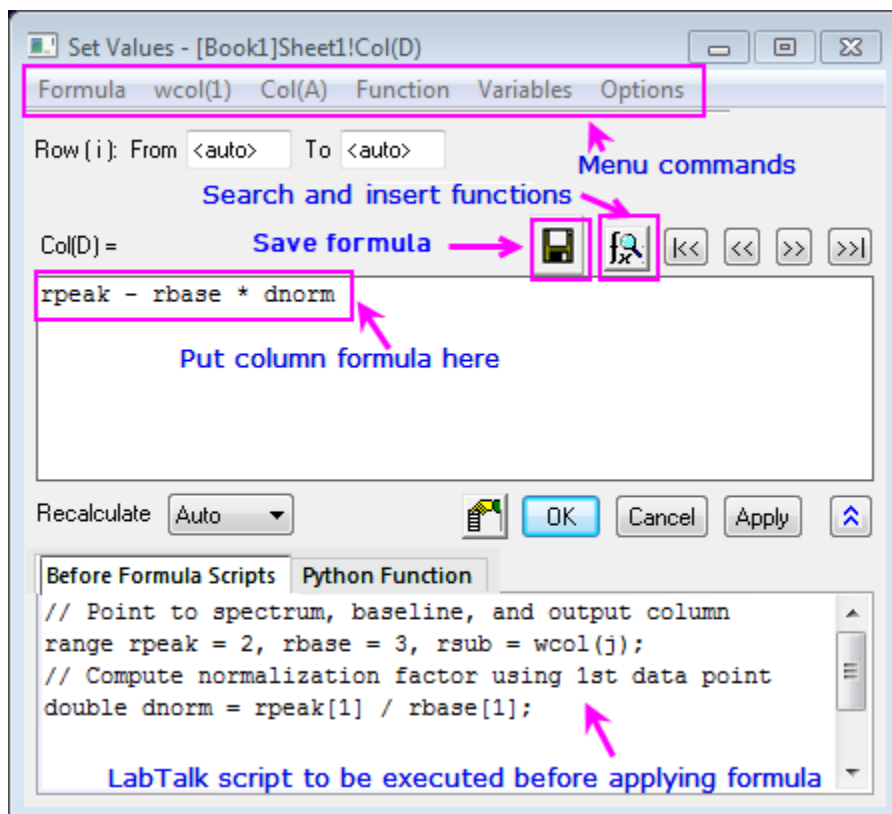 Set Values - [Book1]Sheet1!Col(D)
Formula wcol(1) Col(A) Function Variables Options
Row (i): From <auto> To <auto>
Menu commands
Search and insert functions
Col(D) = Save formula fx |<< << >> >>|
rpeak - rbase * dnorm
Put column formula here
Recalculate Auto OK Cancel Apply
Before Formula Scripts Python Function
// Point to spectrum, baseline, and output column
range rpeak = 2, rbase = 3, rsub = wcol(j);
// Compute normalization factor using 1st data point
double dnorm = rpeak[1] / rbase[1];
LabTalk script to be executed before applying formula